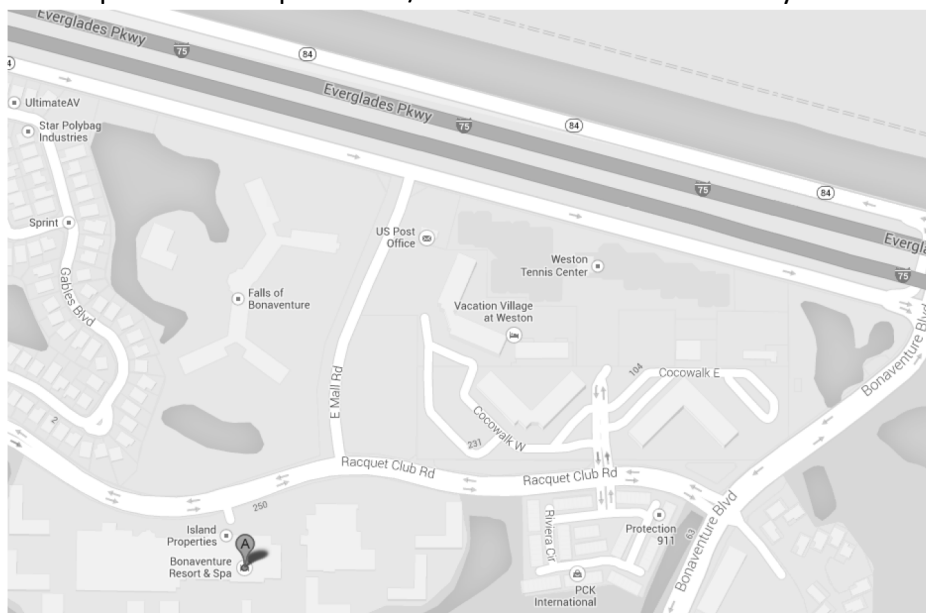 Everglades Pkwy
75
84
4
UltimateAV
Everglades Pkwy
Star Polybag
Industries
75
84
75
84
Sprint
US Post
Office
Evergla
Weston
Tennis Center
75
Gables Blvd
Falls of
Bonaventure
Vacation Village
at Weston
Bonaventure Blvd
104
Cocowalk E
E Mall Rd
2
Cocowalk W
231
Racquet Club Rd
Racquet Club Rd
250
Island
Properties
Riviera Cir
Protection
911
63
Bonaventure Blvd
A
Bonaventure
Resort & Spa
PCK
International